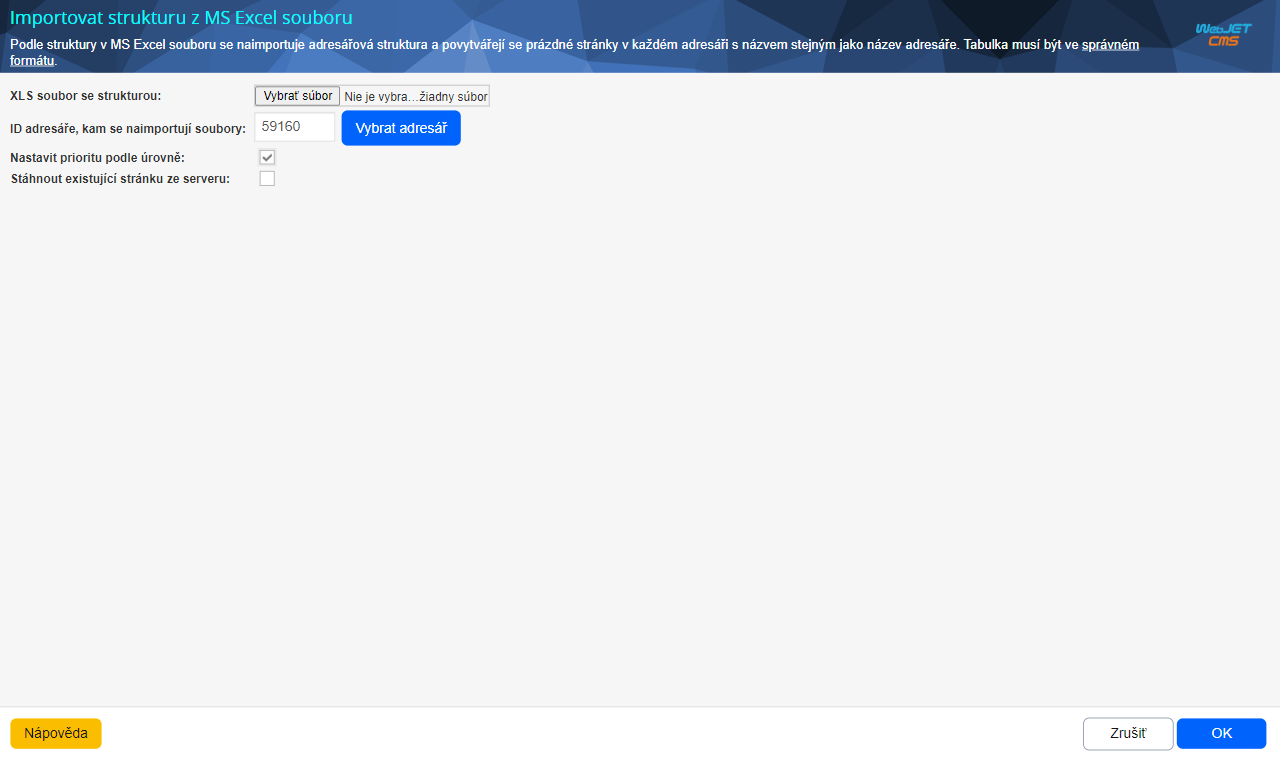 Importovat strukturu z MS Excel souboru
Podle struktury v MS Excel souboru se naimportuje adresářová struktura a povytvářejí se prázdné stránky v každém adresáři s názvem stejným jako název adresáře. Tabulka musí být ve správném
formátu.
WebJET
CMS
XLS soubor se strukturou: Vybrať súbor Nie je vybra…žiadny súbor
ID adresáře, kam se naimportují soubory: 59160 Vybrat adresář
Nastavit prioritu podle úrovně:
Stáhnout existující stránku ze serveru:
Nápověda Zrušiť OK